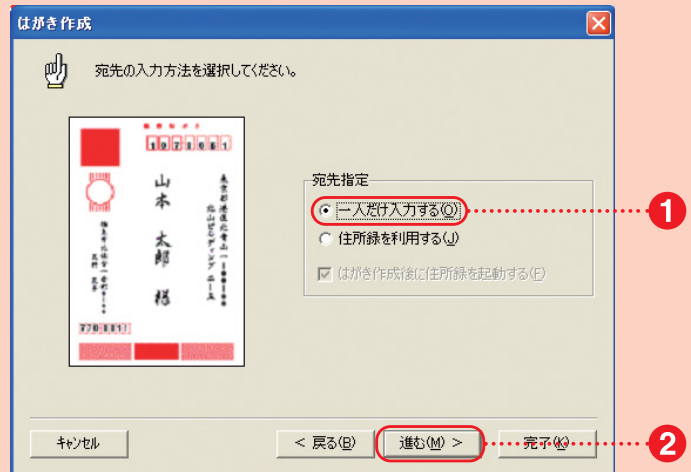 はがき作成
宛先の入力方法を選択してください。
山本 太郎 様
宛先指定
一人だけ入力する(O)
1
住所録を利用する(J)
はがき作成後に住所録を起動する(F)
キャンセル
< 戻る(B)
進む(M) >
完了(K)
2